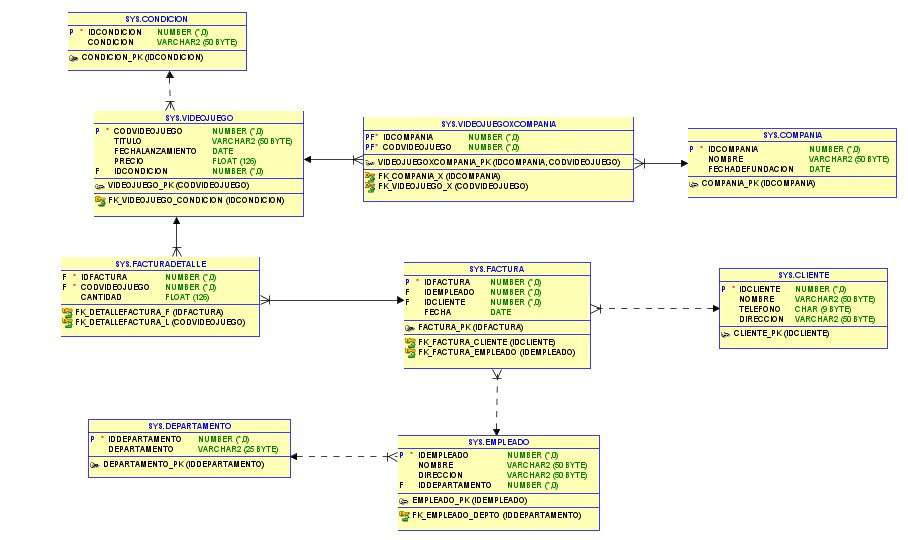 SYS.CONDICION
P * IDCONDICION NUMBER (*,0)
CONDICION VARCHAR2 (50 BYTE)
CONDICION_PK (IDCONDICION)
SYS.VIDEOJUEGO
P * CODVIDEOJUEGO NUMBER (*,0)
TITULO VARCHAR2 (50 BYTE)
FECHALANZAMIENTO DATE
PRECIO FLOAT (126)
F IDCONDICION NUMBER (*,0)
VIDEOJUEGO_PK (CODVIDEOJUEGO)
FK_VIDEOJUEGO_CONDICION (IDCONDICION)
SYS.VIDEOJUEGOXCOMPANIA
PF* IDCOMPANIA NUMBER (*,0)
PF* CODVIDEOJUEGO NUMBER (*,0)
VIDEOJUEGOXCOMPANIA_PK (IDCOMPANIA, CODVIDEOJUEGO)
FK_COMPANIA_X (IDCOMPANIA)
FK_VIDEOJUEGO_X (CODVIDEOJUEGO)
SYS.COMPANIA
P * IDCOMPANIA NUMBER (*,0)
NOMBRE VARCHAR2 (50 BYTE)
FECHADEFUNDACION DATE
COMPANIA_PK (IDCOMPANIA)
SYS.FACTURADETALLE
F * IDFACTURA NUMBER (*,0)
F * CODVIDEOJUEGO NUMBER (*,0)
CANTIDAD FLOAT (126)
FK_DETALLEFACTURA_F (IDFACTURA)
FK_DETALLEFACTURA_L (CODVIDEOJUEGO)
SYS.FACTURA
P * IDFACTURA NUMBER (*,0)
F IDEMPLEADO NUMBER (*,0)
F IDCLIENTE NUMBER (*,0)
FECHA DATE
FACTURA_PK (IDFACTURA)
FK_FACTURA_CLIENTE (IDCLIENTE)
FK_FACTURA_EMPLEADO (IDEMPLEADO)
SYS.CLIENTE
P * IDCLIENTE NUMBER (*,0)
NOMBRE VARCHAR2 (50 BYTE)
TELEFONO CHAR (9 BYTE)
DIRECCION VARCHAR2 (50 BYTE)
CLIENTE_PK (IDCLIENTE)
SYS.DEPARTAMENTO
P * IDDEPARTAMENTO NUMBER (*,0)
DEPARTAMENTO VARCHAR2 (25 BYTE)
DEPARTAMENTO_PK (IDDEPARTAMENTO)
SYS.EMPLEADO
P * IDEMPLEADO NUMBER (*,0)
NOMBRE VARCHAR2 (50 BYTE)
DIRECCION VARCHAR2 (50 BYTE)
F IDDEPARTAMENTO NUMBER (*,0)
EMPLEADO_PK (IDEMPLEADO)
FK_EMPLEADO_DEPTO (IDDEPARTAMENTO)